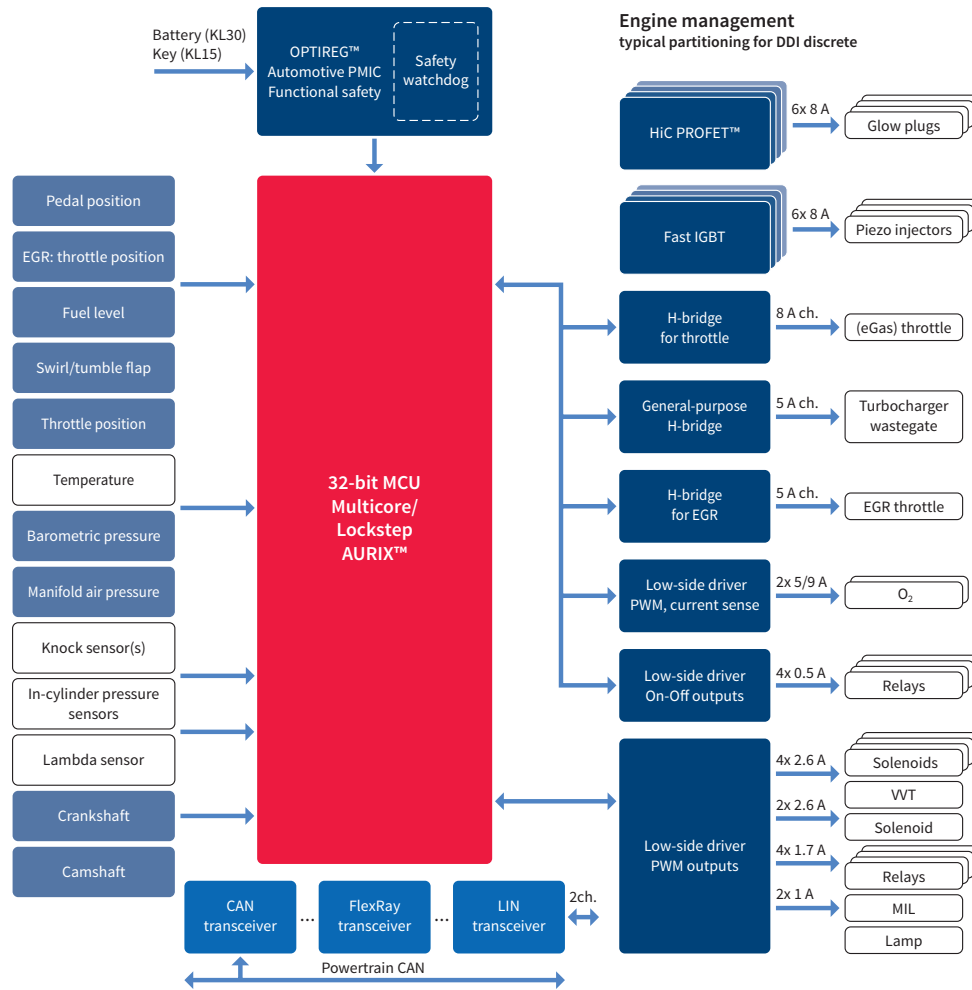 Engine management
typical partitioning for DDI discrete
Battery (KL30)
Key (KL15)
OPTIREG™
Automotive PMIC
Functional safety
Safety
watchdog
Pedal position
EGR: throttle position
Fuel level
Swirl/tumble flap
Throttle position
Temperature
Barometric pressure
Manifold air pressure
Knock sensor(s)
In-cylinder pressure
sensors
Lambda sensor
Crankshaft
Camshaft
32-bit MCU
Multicore/
Lockstep
AURIX™
HiC PROFET™
6x 8 A
Glow plugs
Fast IGBT
6x 8 A
Piezo injectors
H-bridge
for throttle
8 A ch.
(eGas) throttle
General-purpose
H-bridge
5 A ch.
Turbocharger
wastegate
H-bridge
for EGR
5 A ch.
EGR throttle
Low-side driver
PWM, current sense
2x 5/9 A
O₂
Low-side driver
On-Off outputs
4x 0.5 A
Relays
Low-side driver
PWM outputs
4x 2.6 A
Solenoids
VVT
2x 2.6 A
Solenoid
4x 1.7 A
Relays
2x 1 A
MIL
Lamp
CAN
transceiver
...
FlexRay
transceiver
...
LIN
transceiver
2ch.
Powertrain CAN